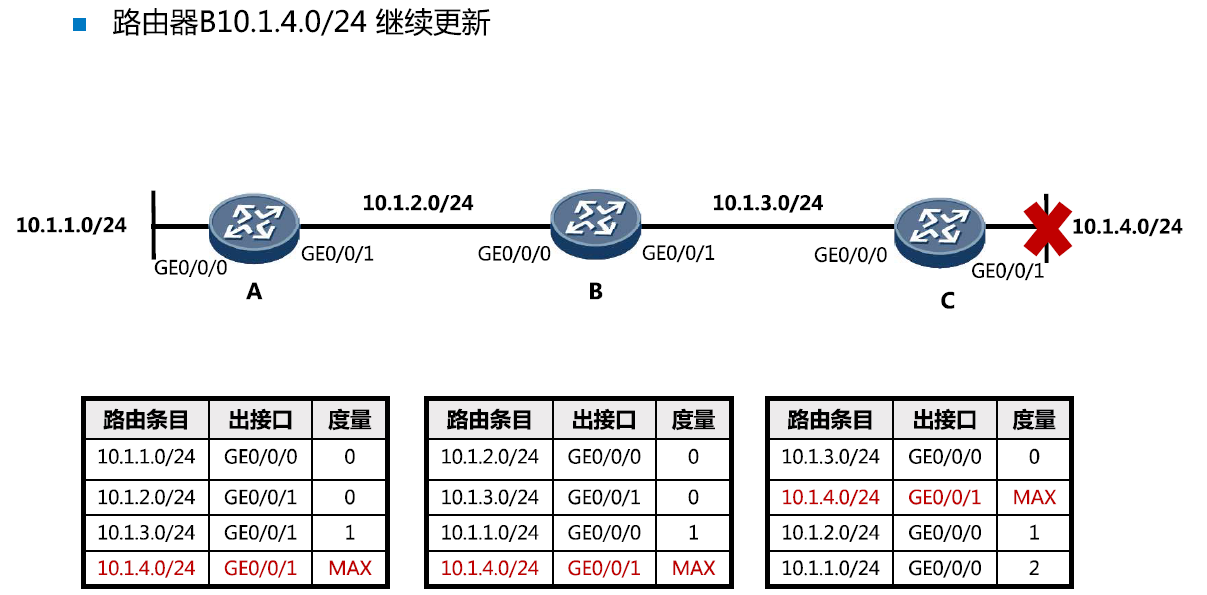 路由器B10.1.4.0/24 继续更新
10.1.2.0/24
10.1.3.0/24
10.1.1.0/24
10.1.4.0/24
GE0/0/0
GE0/0/1
GE0/0/0
GE0/0/1
GE0/0/0
GE0/0/1
A
B
C
路由条目 出接口 度量
10.1.1.0/24 GE0/0/0 0
10.1.2.0/24 GE0/0/1 0
10.1.3.0/24 GE0/0/1 1
10.1.4.0/24 GE0/0/1 MAX
路由条目 出接口 度量
10.1.2.0/24 GE0/0/0 0
10.1.3.0/24 GE0/0/1 0
10.1.1.0/24 GE0/0/0 1
10.1.4.0/24 GE0/0/1 MAX
路由条目 出接口 度量
10.1.3.0/24 GE0/0/0 0
10.1.4.0/24 GE0/0/1 MAX
10.1.2.0/24 GE0/0/0 1
10.1.1.0/24 GE0/0/0 2